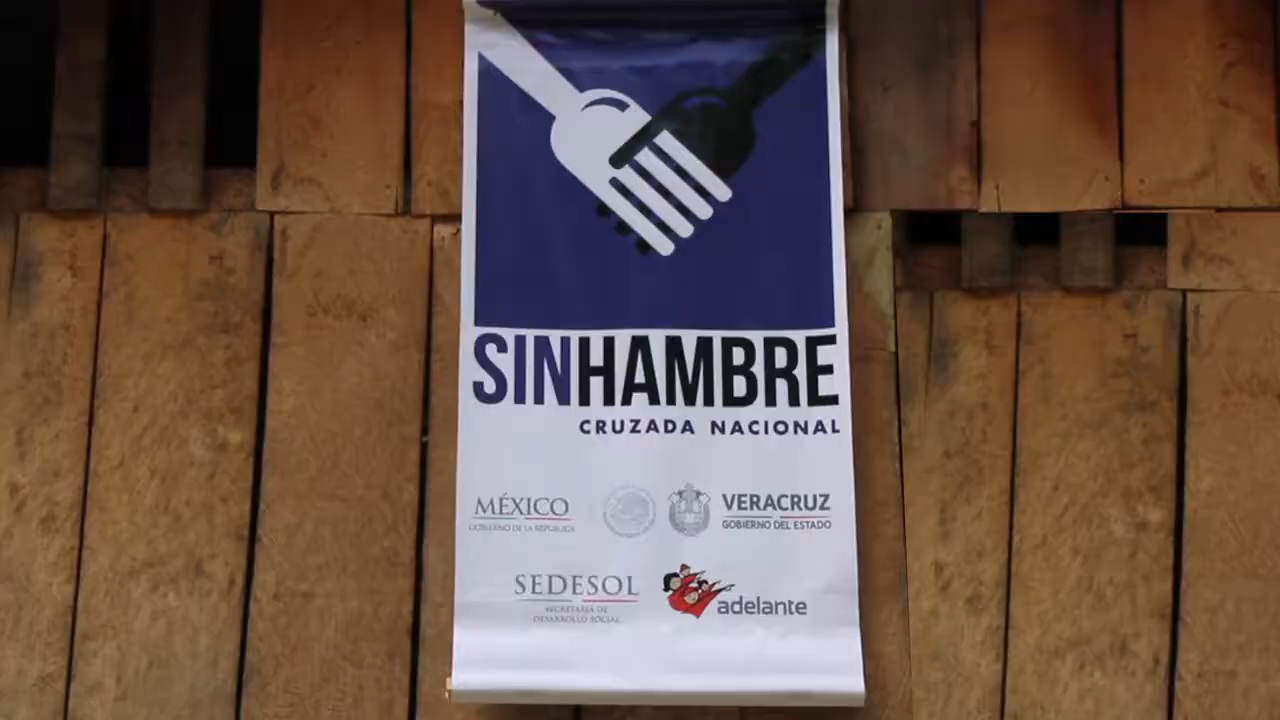 SINHAMBRE
CRUZADA NACIONAL
MÉXICO
GOBIERNO DE LA REPÚBLICA
VERACRUZ
GOBIERNO DEL ESTADO
SEDESOL
SECRETARÍA DE
DESARROLLO SOCIAL
adelante